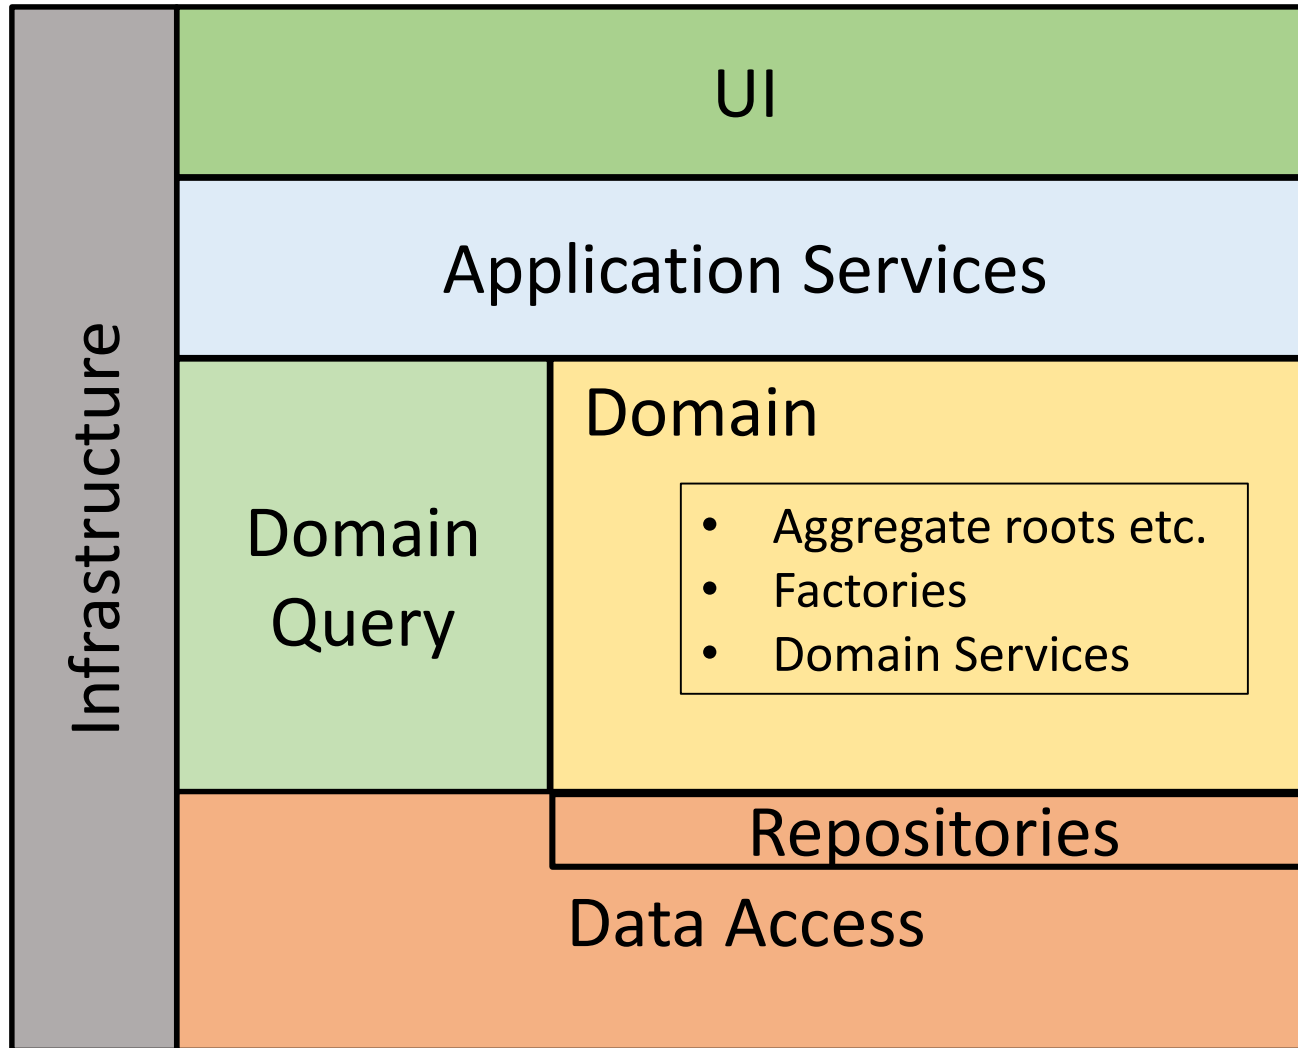 UI
Application Services
Infrastructure
Domain
Query
Domain
• Aggregate roots etc.
• Factories
• Domain Services
Repositories
Data Access